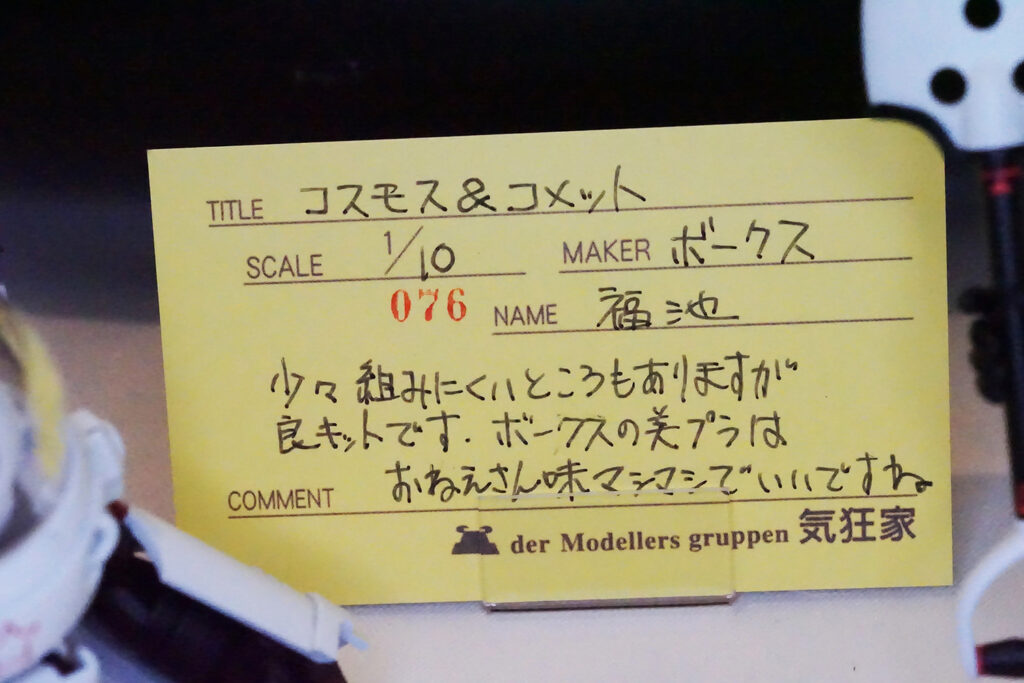 TITLE コスモス&コメット
SCALE 1/10 MAKER ボークス
076 NAME 福池
少々組みにくいところもありますが
良キットです. ボークスの美プラは
おねえさん味マシマシでいいですね
COMMENT
der Modellers gruppen 気狂家